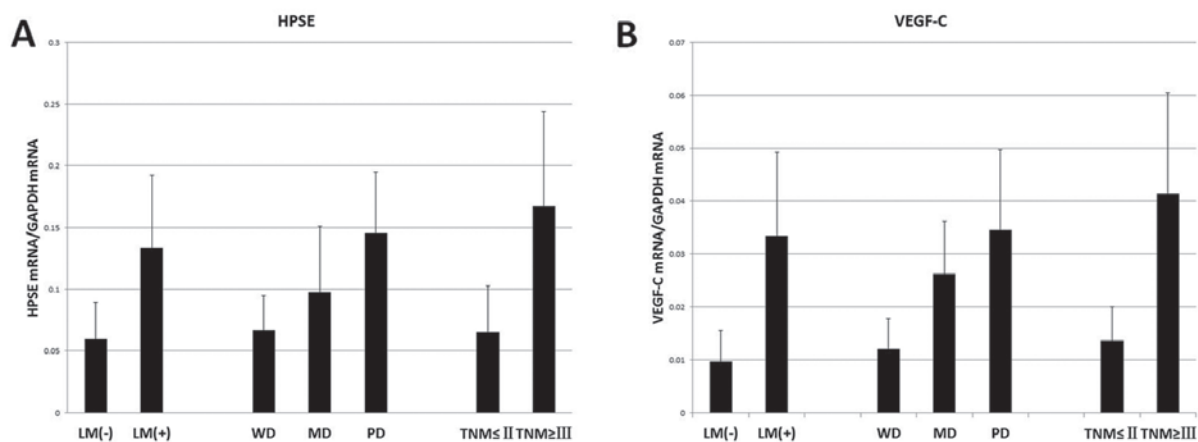 A
HPSE
HPSE mRNA/GAPDH mRNA
0.3
0.25
0.2
0.15
0.1
0.05
0
LM(-) LM(+) WD MD PD TNM≤Ⅱ TNM≥Ⅲ
B
VEGF-C
VEGF-C mRNA/GAPDH mRNA
0.07
0.06
0.05
0.04
0.03
0.02
0.01
0
LM(-) LM(+) WD MD PD TNM≤Ⅱ TNM≥Ⅲ